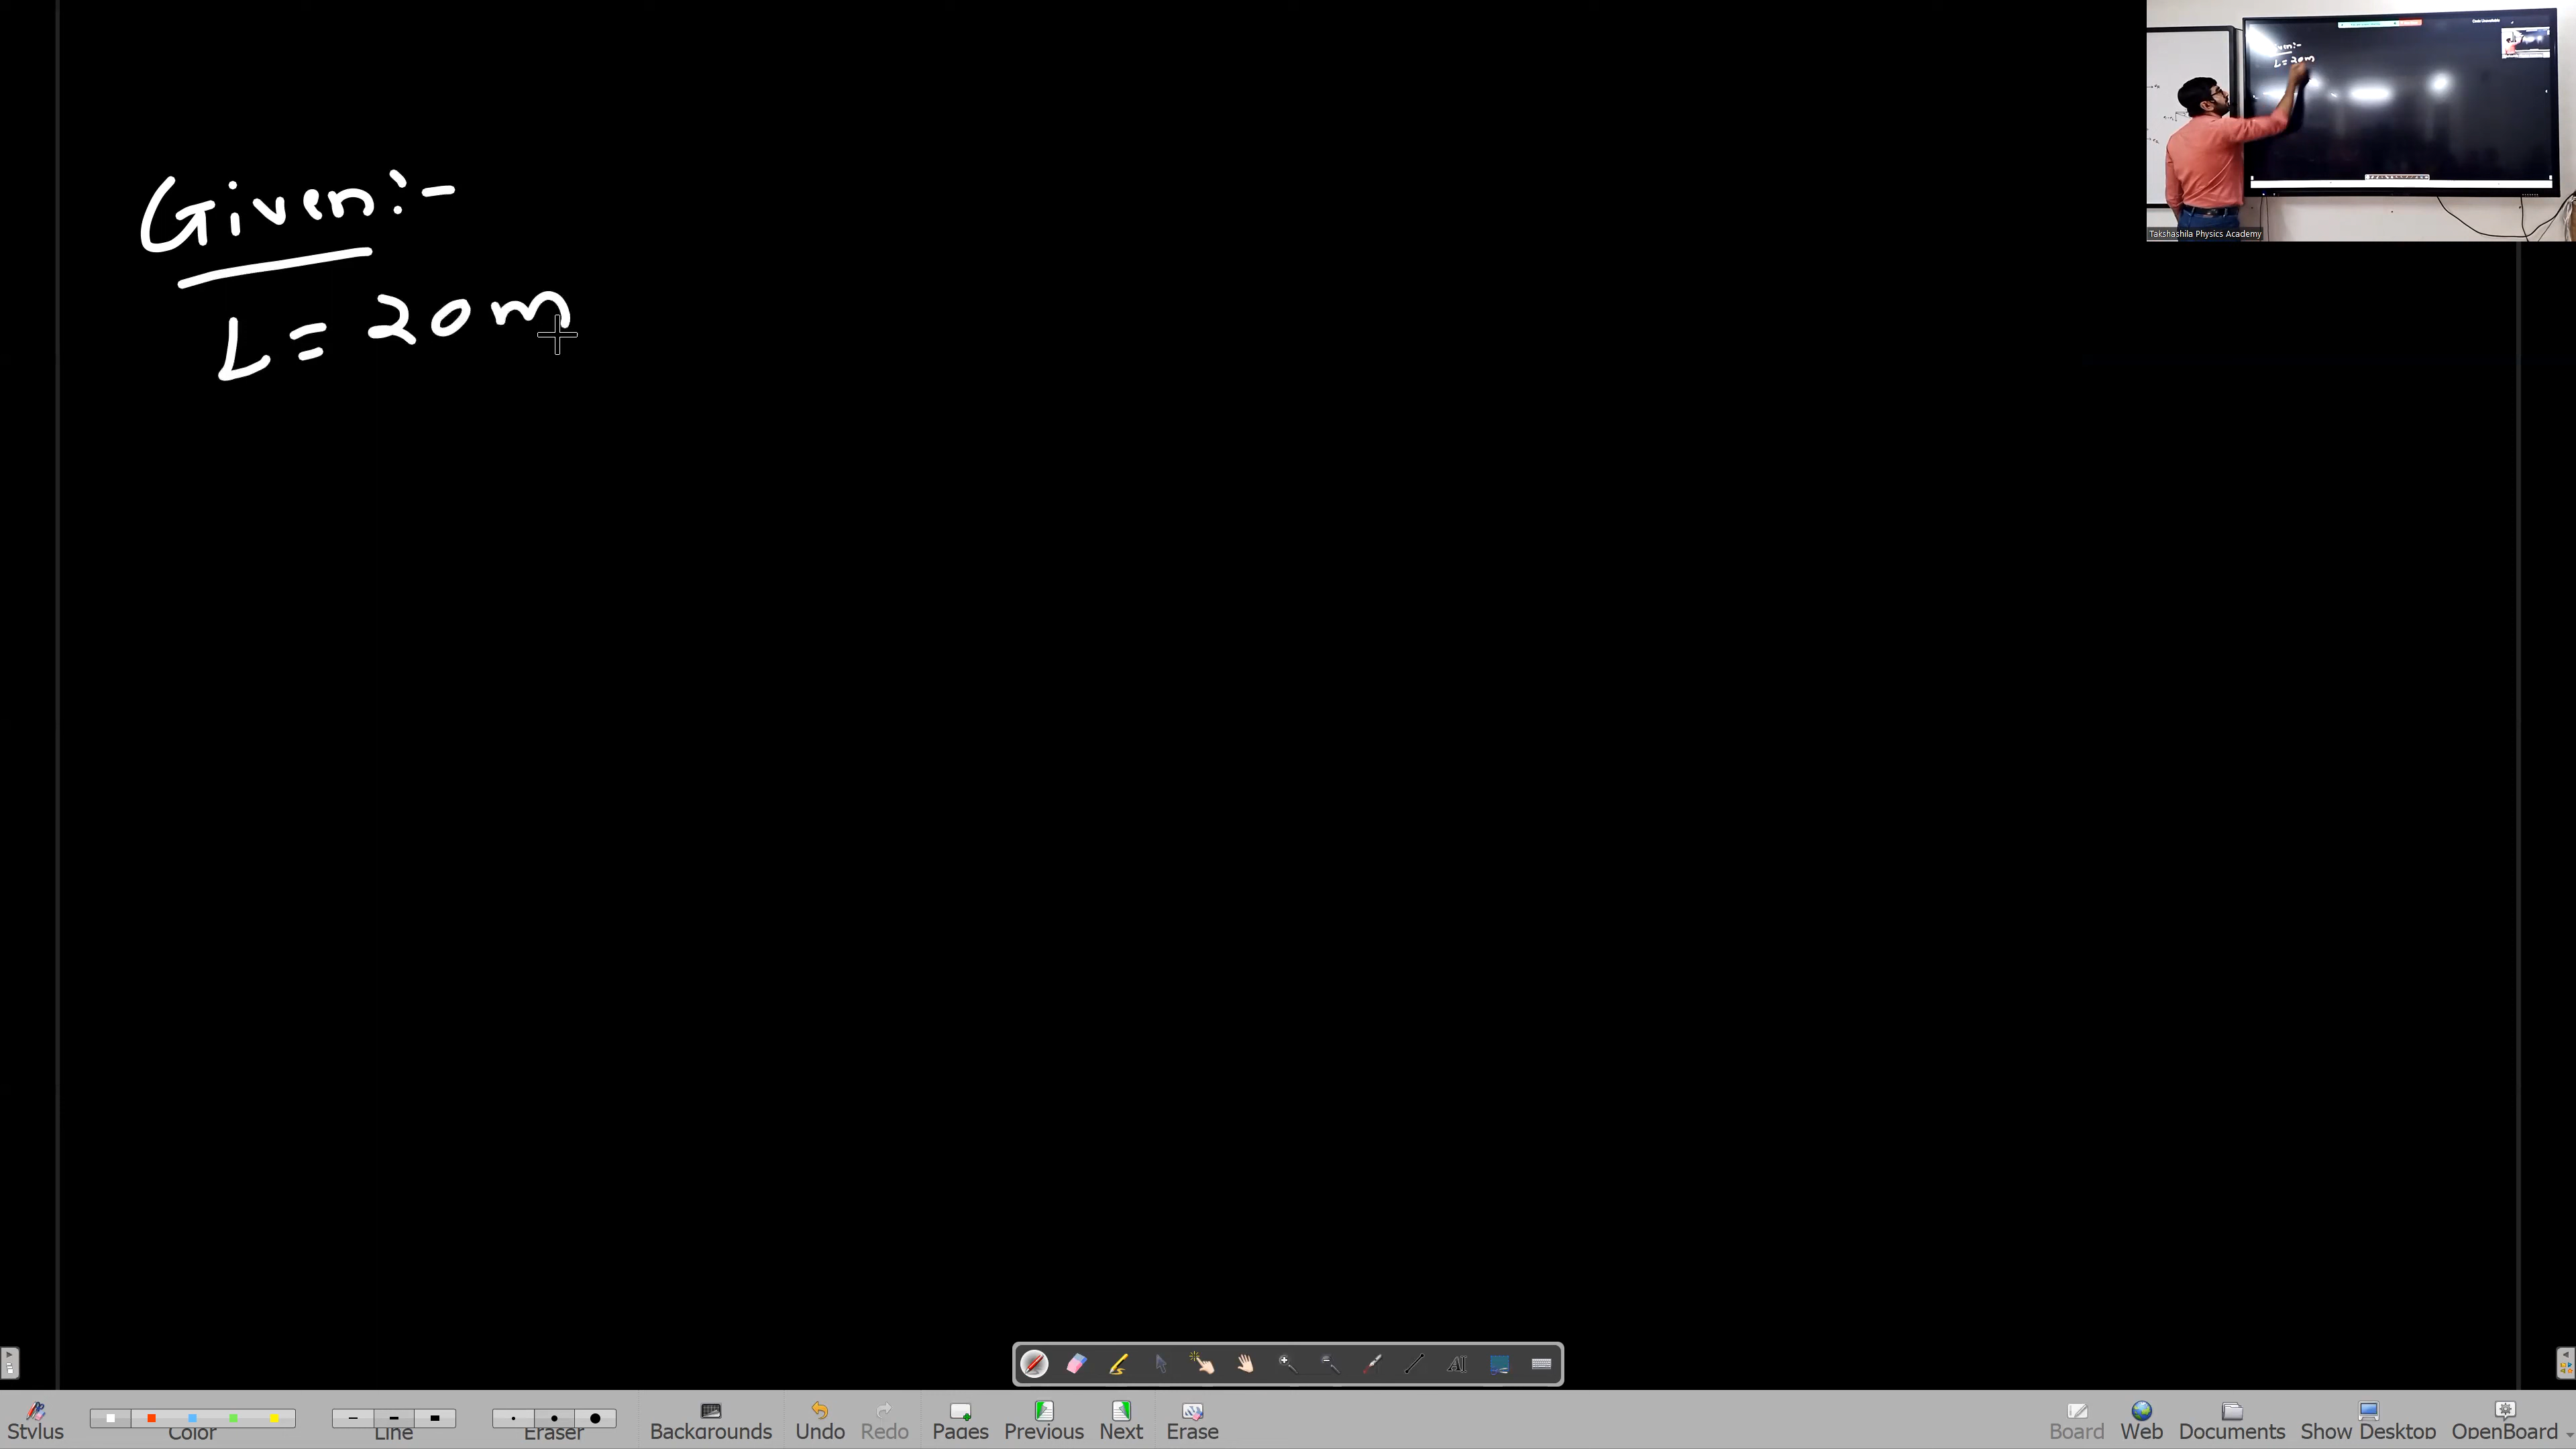 Given:-
L = 20 m
Takshashila Physics Academy
Stylus
Color
Line
Eraser
Backgrounds
Undo
Redo
Pages
Previous
Next
Erase
Board
Web
Documents
Show Desktop
OpenBoard